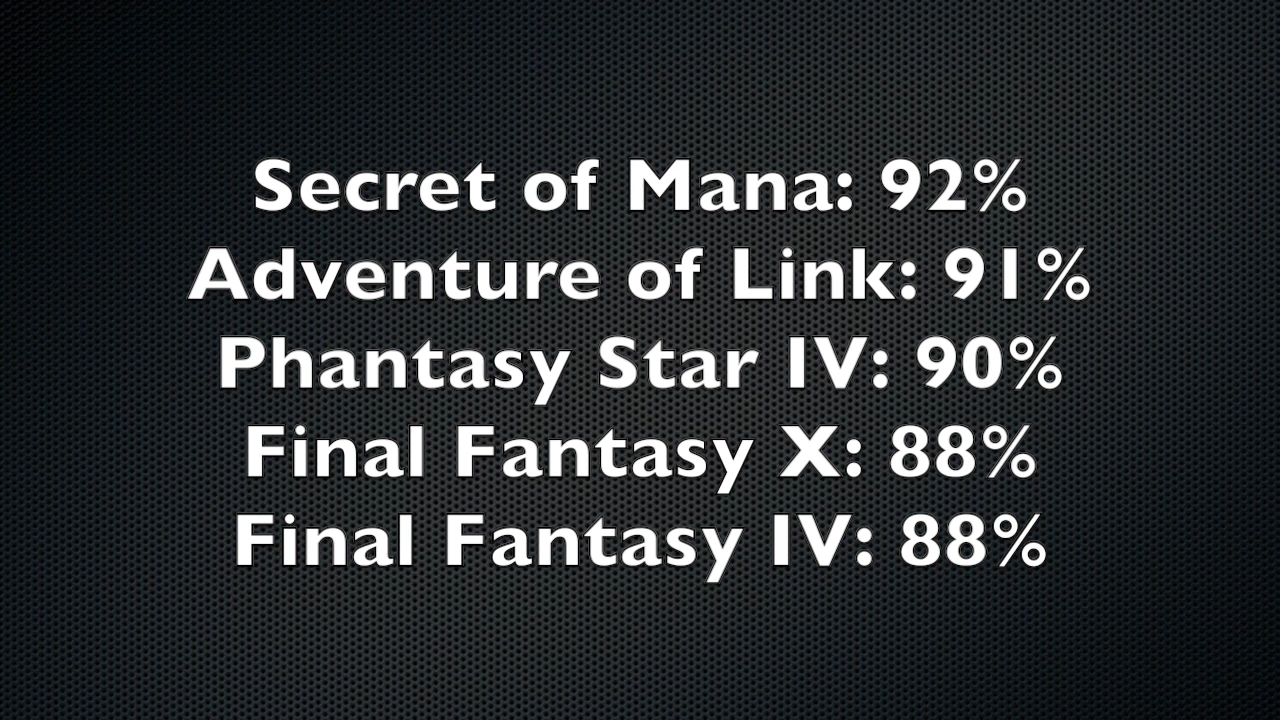 Secret of Mana: 92%
Adventure of Link: 91%
Phantasy Star IV: 90%
Final Fantasy X: 88%
Final Fantasy IV: 88%